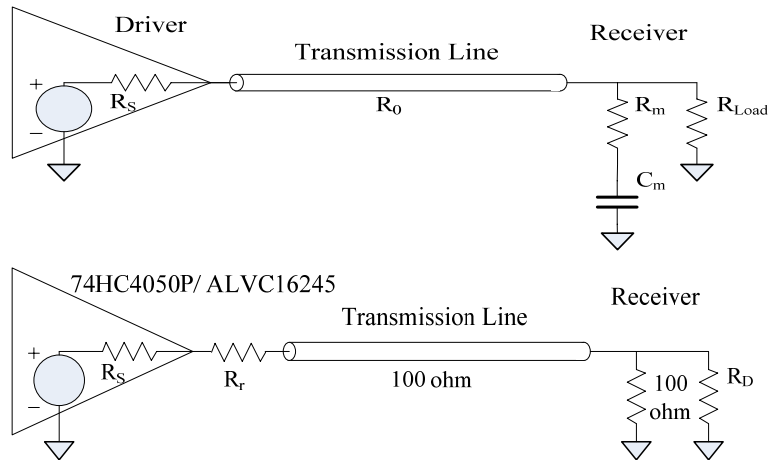 Driver
Receiver
Transmission Line
+
R_S
−
R_0
R_m
R_Load
C_m
74HC4050P/ ALVC16245
Receiver
Transmission Line
+
R_S
−
R_r
100 ohm
100
ohm
R_D